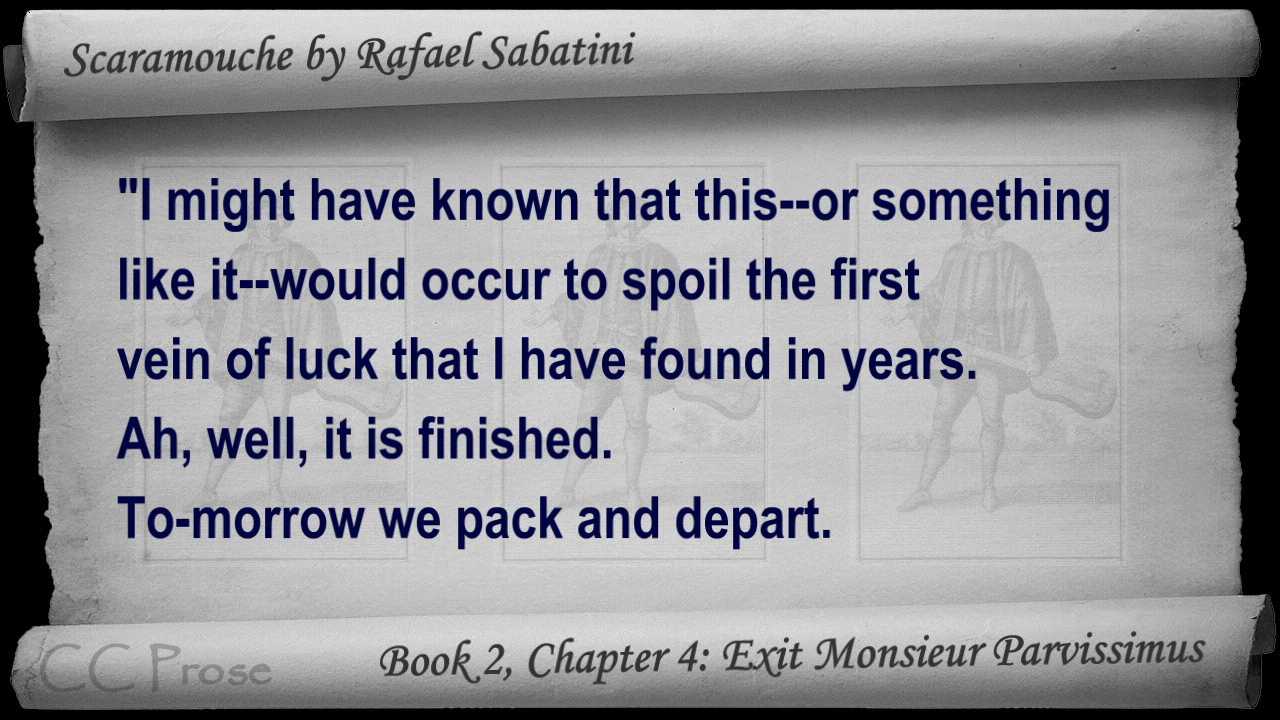 Scaramouche by Rafael Sabatini
"I might have known that this--or something
like it--would occur to spoil the first
vein of luck that I have found in years.
Ah, well, it is finished.
To-morrow we pack and depart.
CC Prose
Book 2, Chapter 4: Exit Monsieur Parvissimus